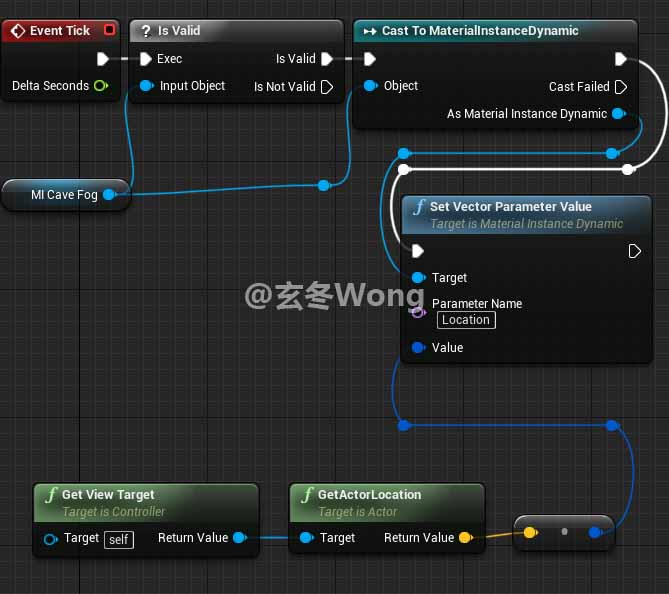 Event Tick
Delta Seconds
? Is Valid
Exec
Is Valid
Input Object
Is Not Valid
Cast To MaterialInstanceDynamic
Object
Cast Failed
As Material Instance Dynamic
MI Cave Fog
f Set Vector Parameter Value
Target is Material Instance Dynamic
Target
Parameter Name
Location
Value
@玄冬Wong
f Get View Target
Target is Controller
Target self
Return Value
f GetActorLocation
Target is Actor
Target
Return Value